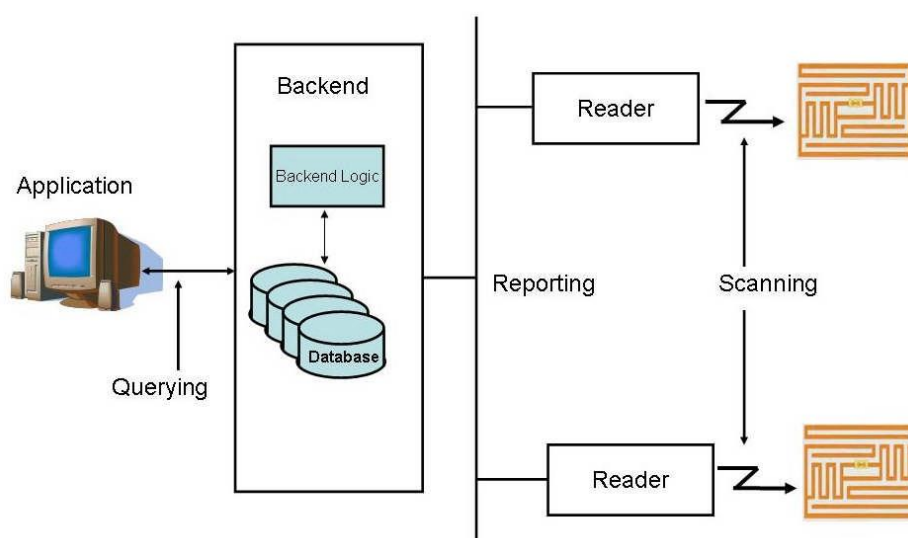 Backend
Reader
Backend Logic
Application
Reporting
Scanning
Database
Querying
Reader